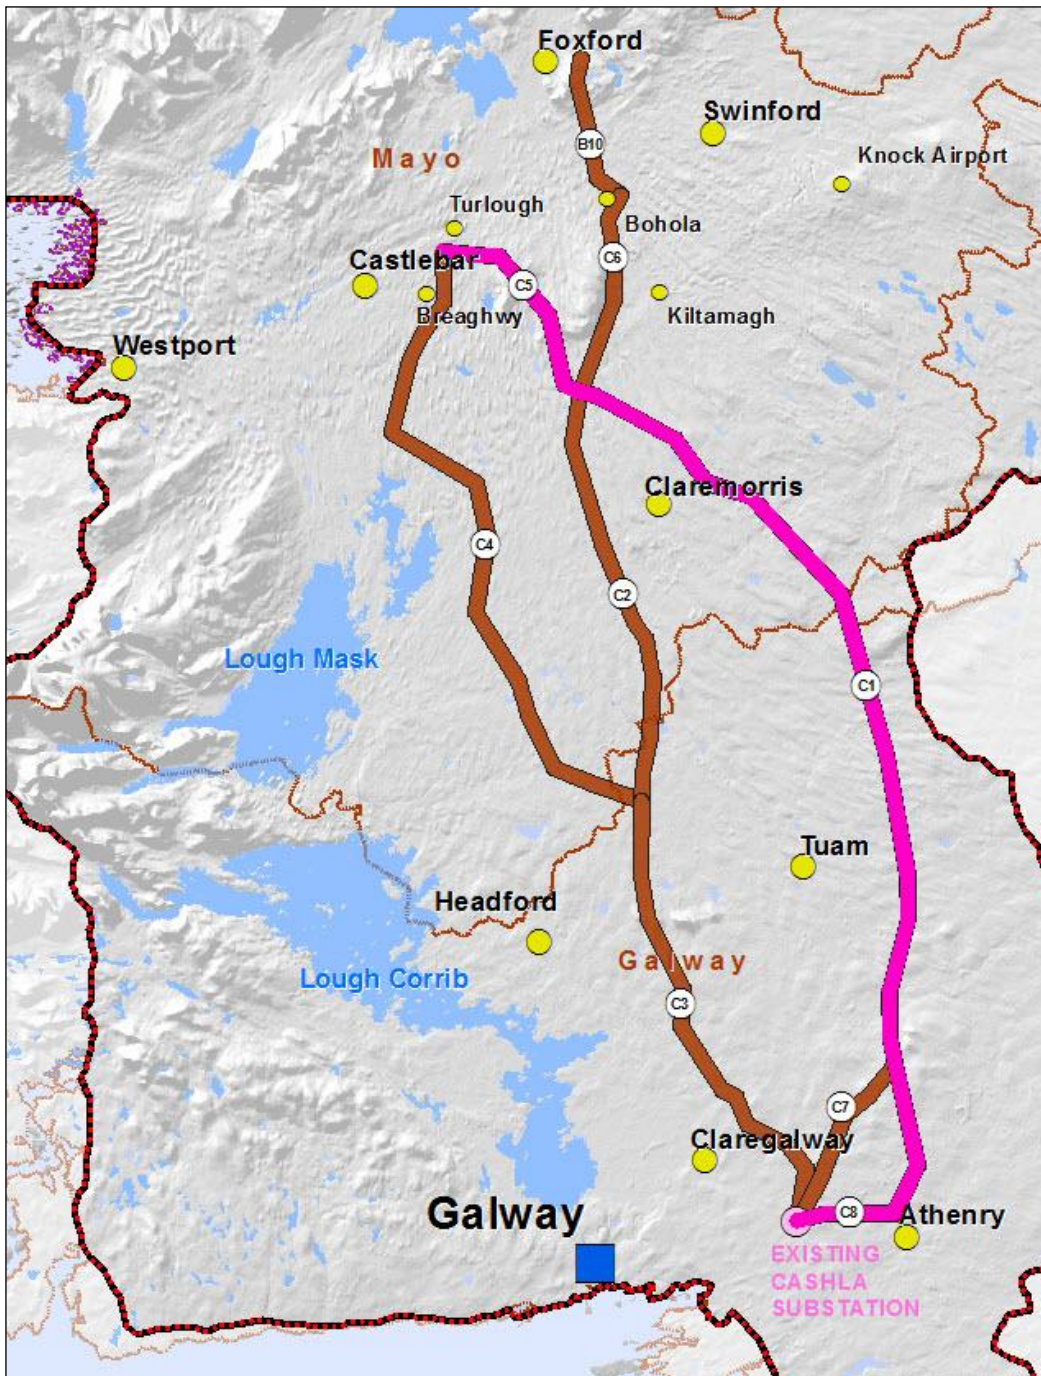 Foxford
Swinford
B10
Mayo
Knock Airport
Turlough
Bohola
Castlebar
C6
C5
Breaghwy
Kiltamagh
Westport
Claremorris
C4
C2
Lough Mask
C1
Tuam
Headford
Galway
Lough Corrib
C3
C7
Claregalway
Galway
C8
Athenry
EXISTING
CASHLA
SUBSTATION